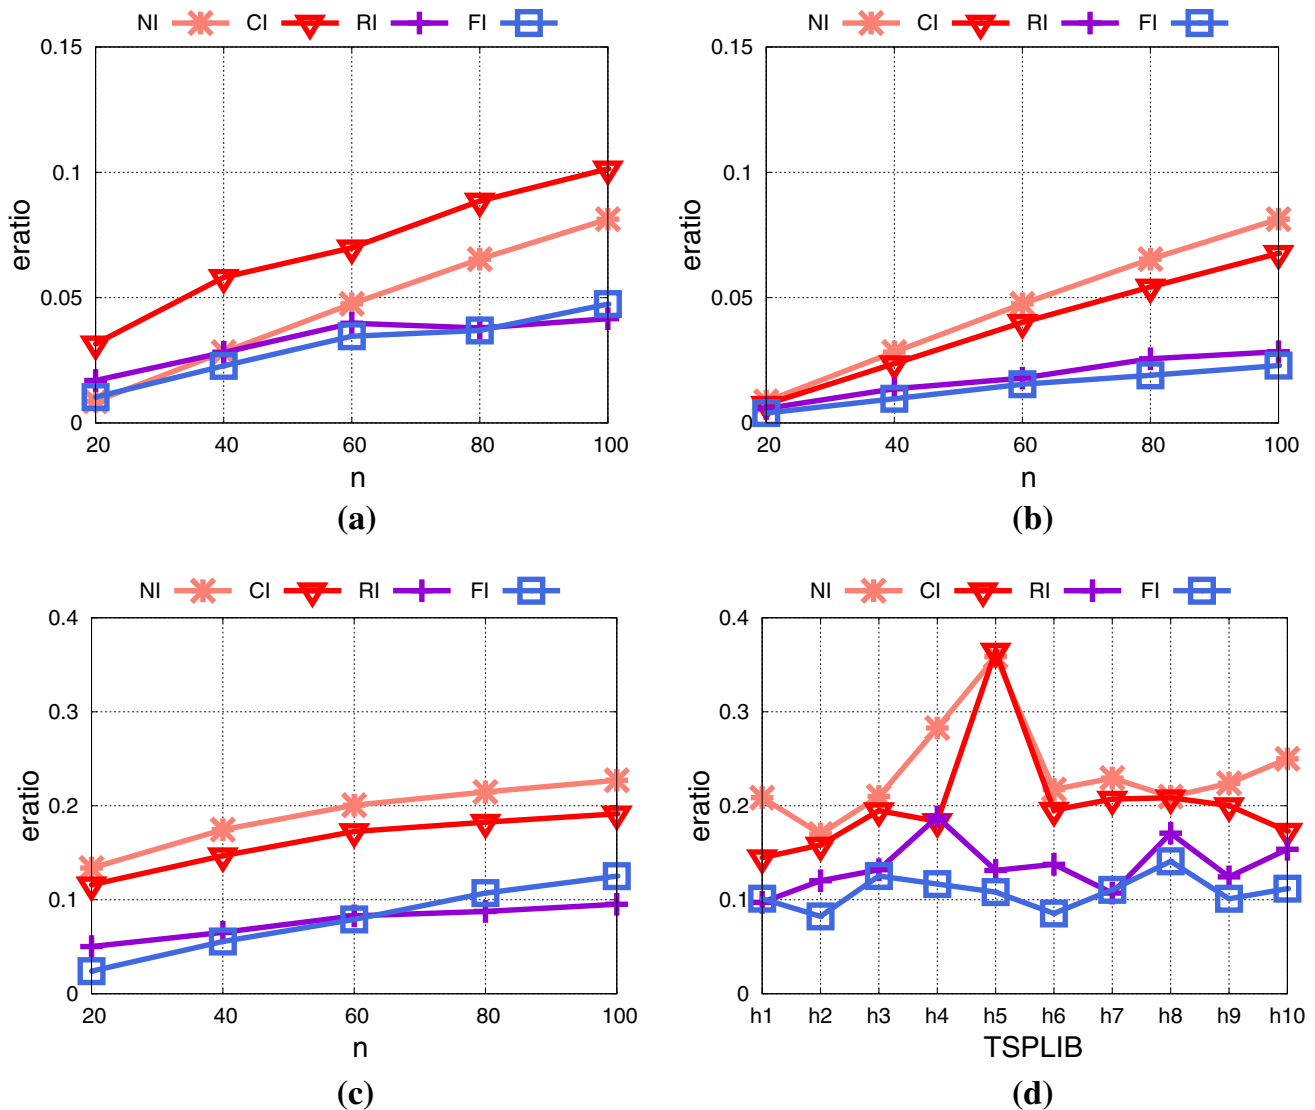 NI CI RI FI
0.15
0.1
0.05
0
eratio
20 40 60 80 100
n
(a)
NI CI RI FI
0.15
0.1
0.05
0
eratio
20 40 60 80 100
n
(b)
NI CI RI FI
0.4
0.3
0.2
0.1
0
eratio
20 40 60 80 100
n
(c)
NI CI RI FI
0.4
0.3
0.2
0.1
0
eratio
h1 h2 h3 h4 h5 h6 h7 h8 h9 h10
TSPLIB
(d)